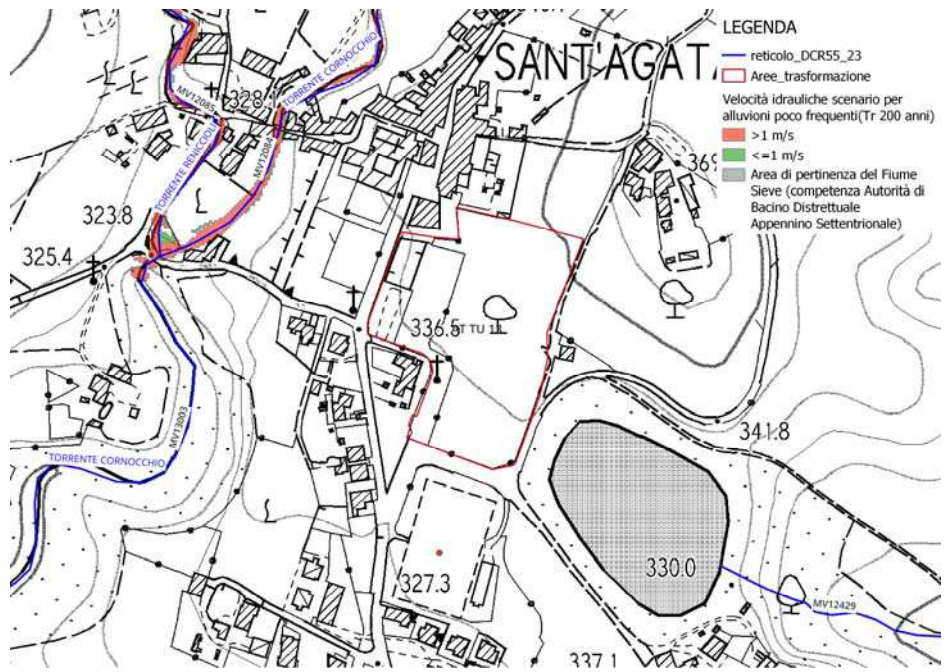 LEGENDA
reticolo_DCR55_23
Aree_trasformazione
Velocità idrauliche scenario per
alluvioni poco frequenti(Tr 200 anni)
>1 m/s
<=1 m/s
Area di pertinenza del Fiume
Sieve (competenza Autorità di
Bacino Distrettuale
Appennino Settentrionale)
SANT'AGATA
TORRENTE CORNOCCHIO
MV12085
328.1
TORRENTE RENICCIOLI
MV12084
323.8
325.4
336.5
MV13003
TORRENTE CORNOCCHIO
341.8
327.3
330.0
MV12429
337.1